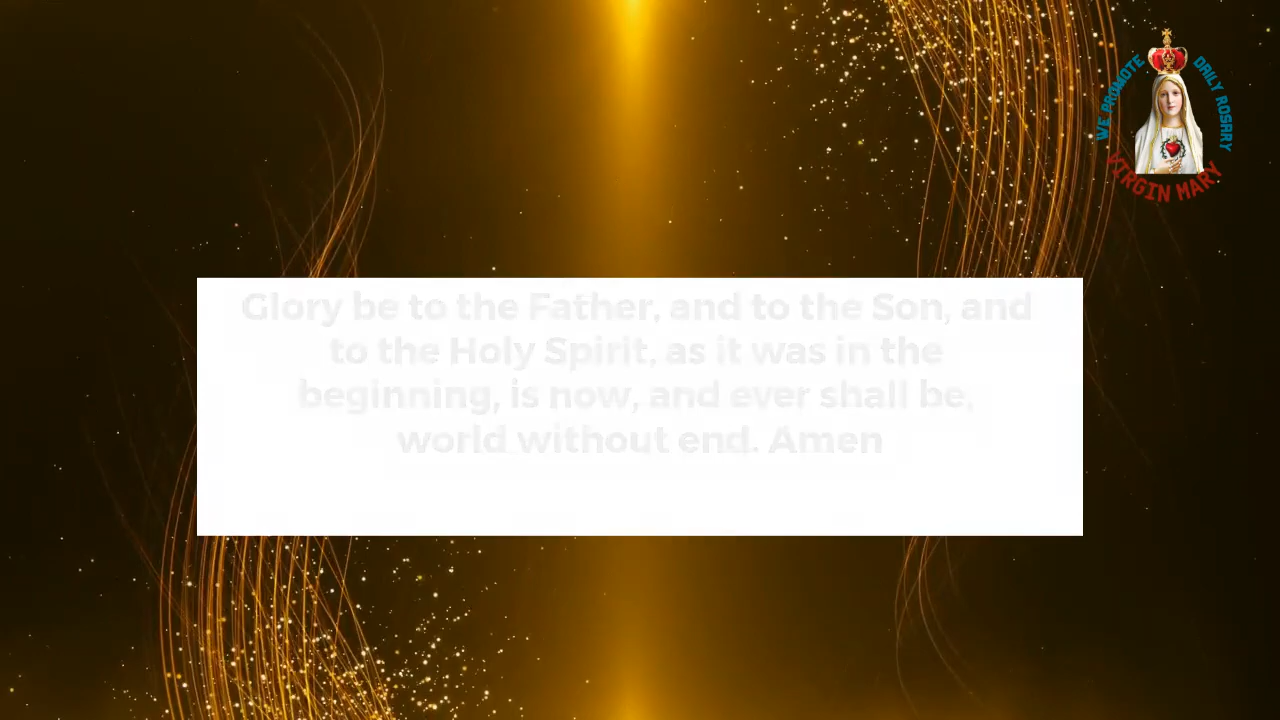 WE PROMOTE DAILY ROSARY
VIRGIN MARY
Glory be to the Father, and to the Son, and
to the Holy Spirit, as it was in the
beginning, is now, and ever shall be,
world without end. Amen